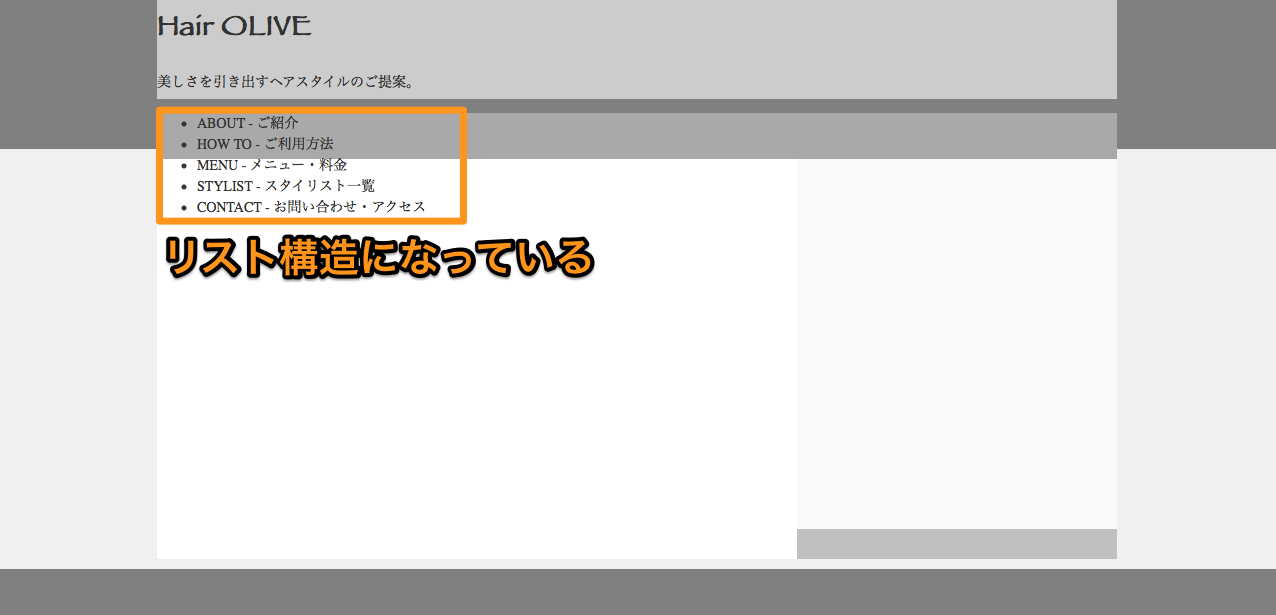 Hair OLIVE
美しさを引き出すヘアスタイルのご提案。
ABOUT - ご紹介
HOW TO - ご利用方法
MENU - メニュー・料金
STYLIST - スタイリスト一覧
CONTACT - お問い合わせ・アクセス
リスト構造になっている